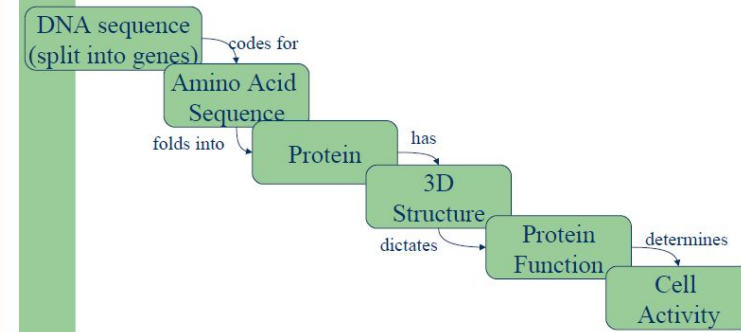 DNA sequence
(split into genes)
codes for
Amino Acid
Sequence
folds into
Protein
has
3D
Structure
dictates
Protein
Function
determines
Cell
Activity